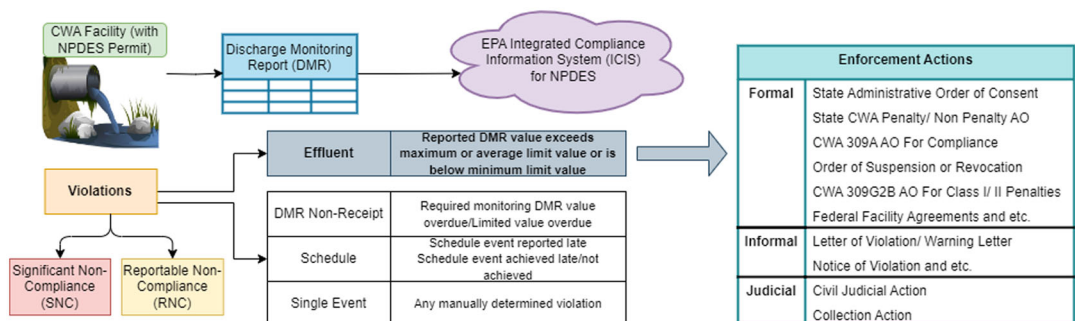 CWA Facility (with
NPDES Permit)
Discharge Monitoring
Report (DMR)
EPA Integrated Compliance
Information System (ICIS)
for NPDES
Violations
Significant Non-
Compliance
(SNC)
Reportable Non-
Compliance
(RNC)
Effluent
Reported DMR value exceeds
maximum or average limit value or is
below minimum limit value
DMR Non-Receipt
Required monitoring DMR value
overdue/Limited value overdue
Schedule
Schedule event reported late
Schedule event achieved late/not
achieved
Single Event
Any manually determined violation
Enforcement Actions
Formal
State Administrative Order of Consent
State CWA Penalty/ Non Penalty AO
CWA 309A AO For Compliance
Order of Suspension or Revocation
CWA 309G2B AO For Class I/ II Penalties
Federal Facility Agreements and etc.
Informal
Letter of Violation/ Warning Letter
Notice of Violation and etc.
Judicial
Civil Judicial Action
Collection Action